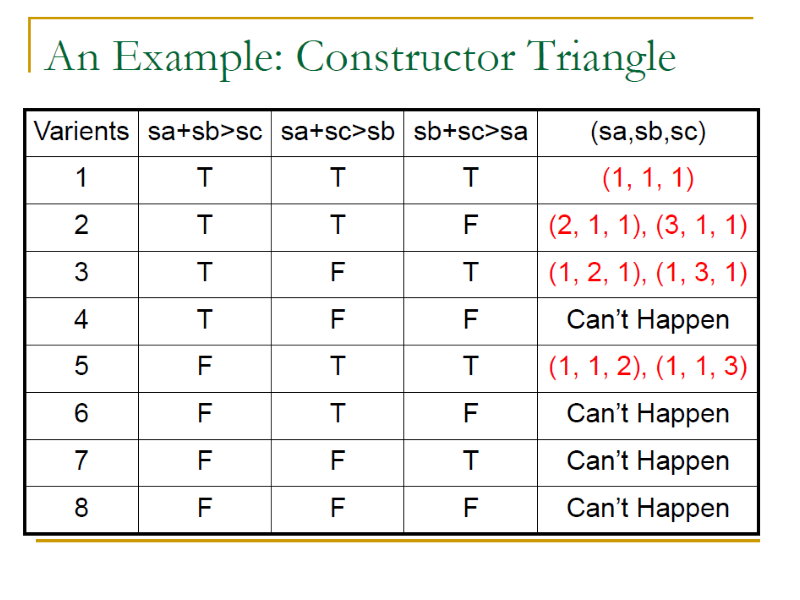 An Example: Constructor Triangle
Varients sa+sb>sc sa+sc>sb sb+sc>sa (sa,sb,sc)
1 T T T (1, 1, 1)
2 T T F (2, 1, 1), (3, 1, 1)
3 T F T (1, 2, 1), (1, 3, 1)
4 T F F Can't Happen
5 F T T (1, 1, 2), (1, 1, 3)
6 F T F Can't Happen
7 F F T Can't Happen
8 F F F Can't Happen